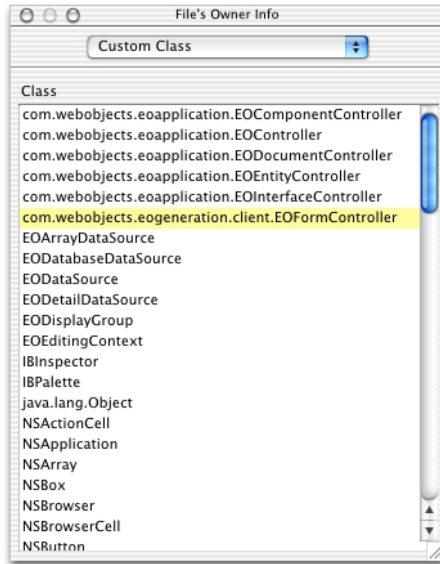 File's Owner Info
Custom Class
Class
com.webobjects.eoapplication.EOComponentController
com.webobjects.eoapplication.EOController
com.webobjects.eoapplication.EODocumentController
com.webobjects.eoapplication.EOEntityController
com.webobjects.eoapplication.EOInterfaceController
com.webobjects.eogeneration.client.EOFormController
EOArrayDataSource
EODatabaseDataSource
EODataSource
EODetailDataSource
EODisplayGroup
EOEditingContext
IBInspector
IBPalette
java.lang.Object
NSActionCell
NSApplication
NSArray
NSBox
NSBrowser
NSBrowserCell
NSButton